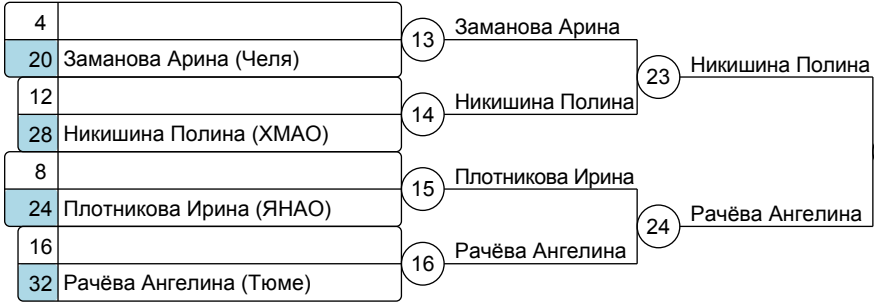 4
20 Заманова Арина (Челя)
12
28 Никишина Полина (ХМАО)
8
24 Плотникова Ирина (ЯНАО)
16
32 Рачёва Ангелина (Тюме)
13 Заманова Арина
14 Никишина Полина
15 Плотникова Ирина
16 Рачёва Ангелина
23 Никишина Полина
24 Рачёва Ангелина